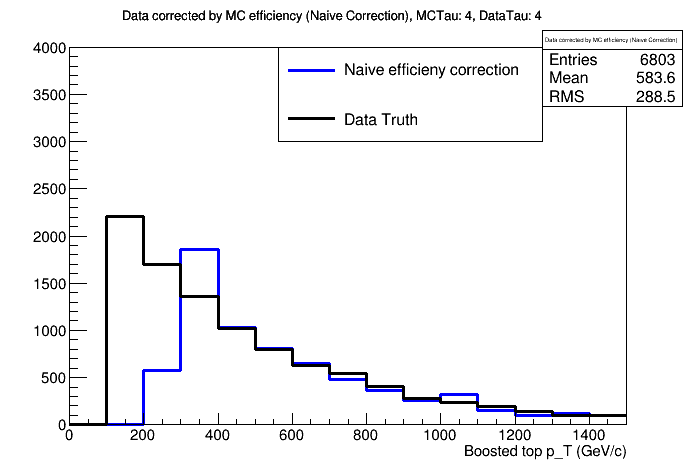 Data corrected by MC efficiency (Naive Correction), MCTau: 4, DataTau: 4
Data corrected by MC efficiency (Naive Correction)
Entries 6803
Mean 583.6
RMS 288.5
Naive efficieny correction
Data Truth
4000
3500
3000
2500
2000
1500
1000
500
0
0 200 400 600 800 1000 1200 1400
Boosted top p_T (GeV/c)